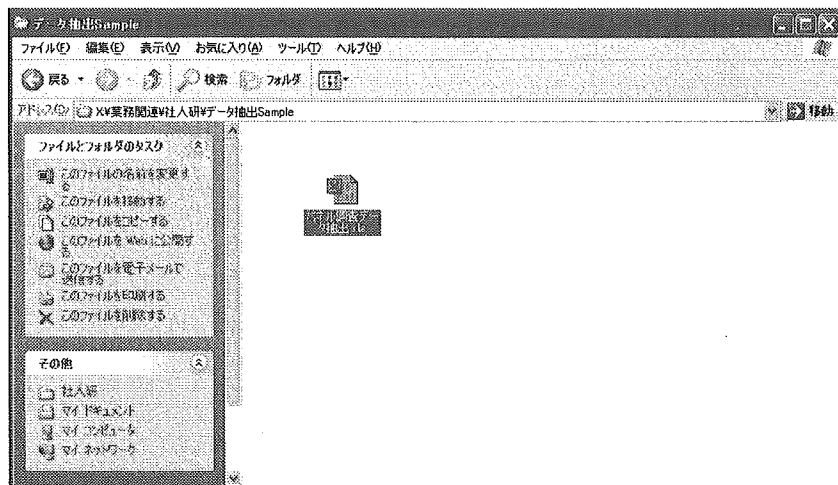 データ抽出Sample
ファイル(F) 編集(E) 表示(V) お気に入り(A) ツール(T) ヘルプ(H)
戻る 検索 フォルダ
アドレス(D) X¥業務関連¥社人研¥データ抽出Sample 移動
ファイルとフォルダのタスク
このファイルの名前を変更す
る
このファイルを移動する
このファイルをコピーする
このファイルを Web に公開す
る
このファイルを電子メールで
送信する
このファイルを印刷する
このファイルを削除する
その他
社人研
マイ ドキュメント
マイ コンピュータ
マイ ネットワーク